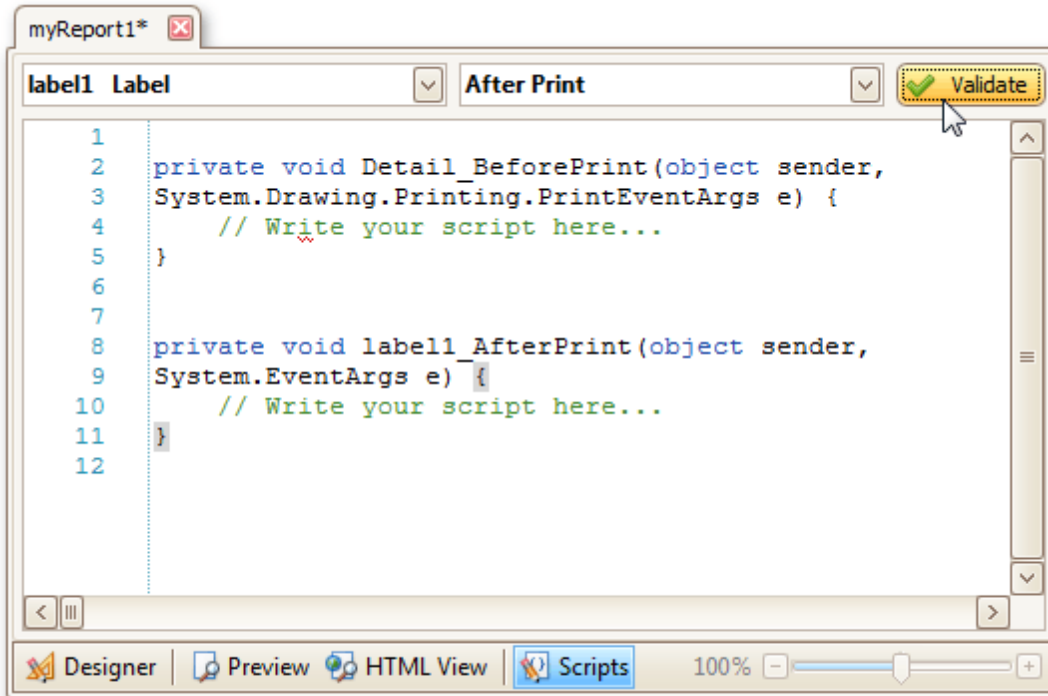 myReport1*
label1 Label After Print Validate
1
2 private void Detail_BeforePrint(object sender,
3 System.Drawing.Printing.PrintEventArgs e) {
4 // Write your script here...
5 }
6
7
8 private void label1_AfterPrint(object sender,
9 System.EventArgs e) {
10 // Write your script here...
11 }
12
Designer Preview HTML View Scripts 100%